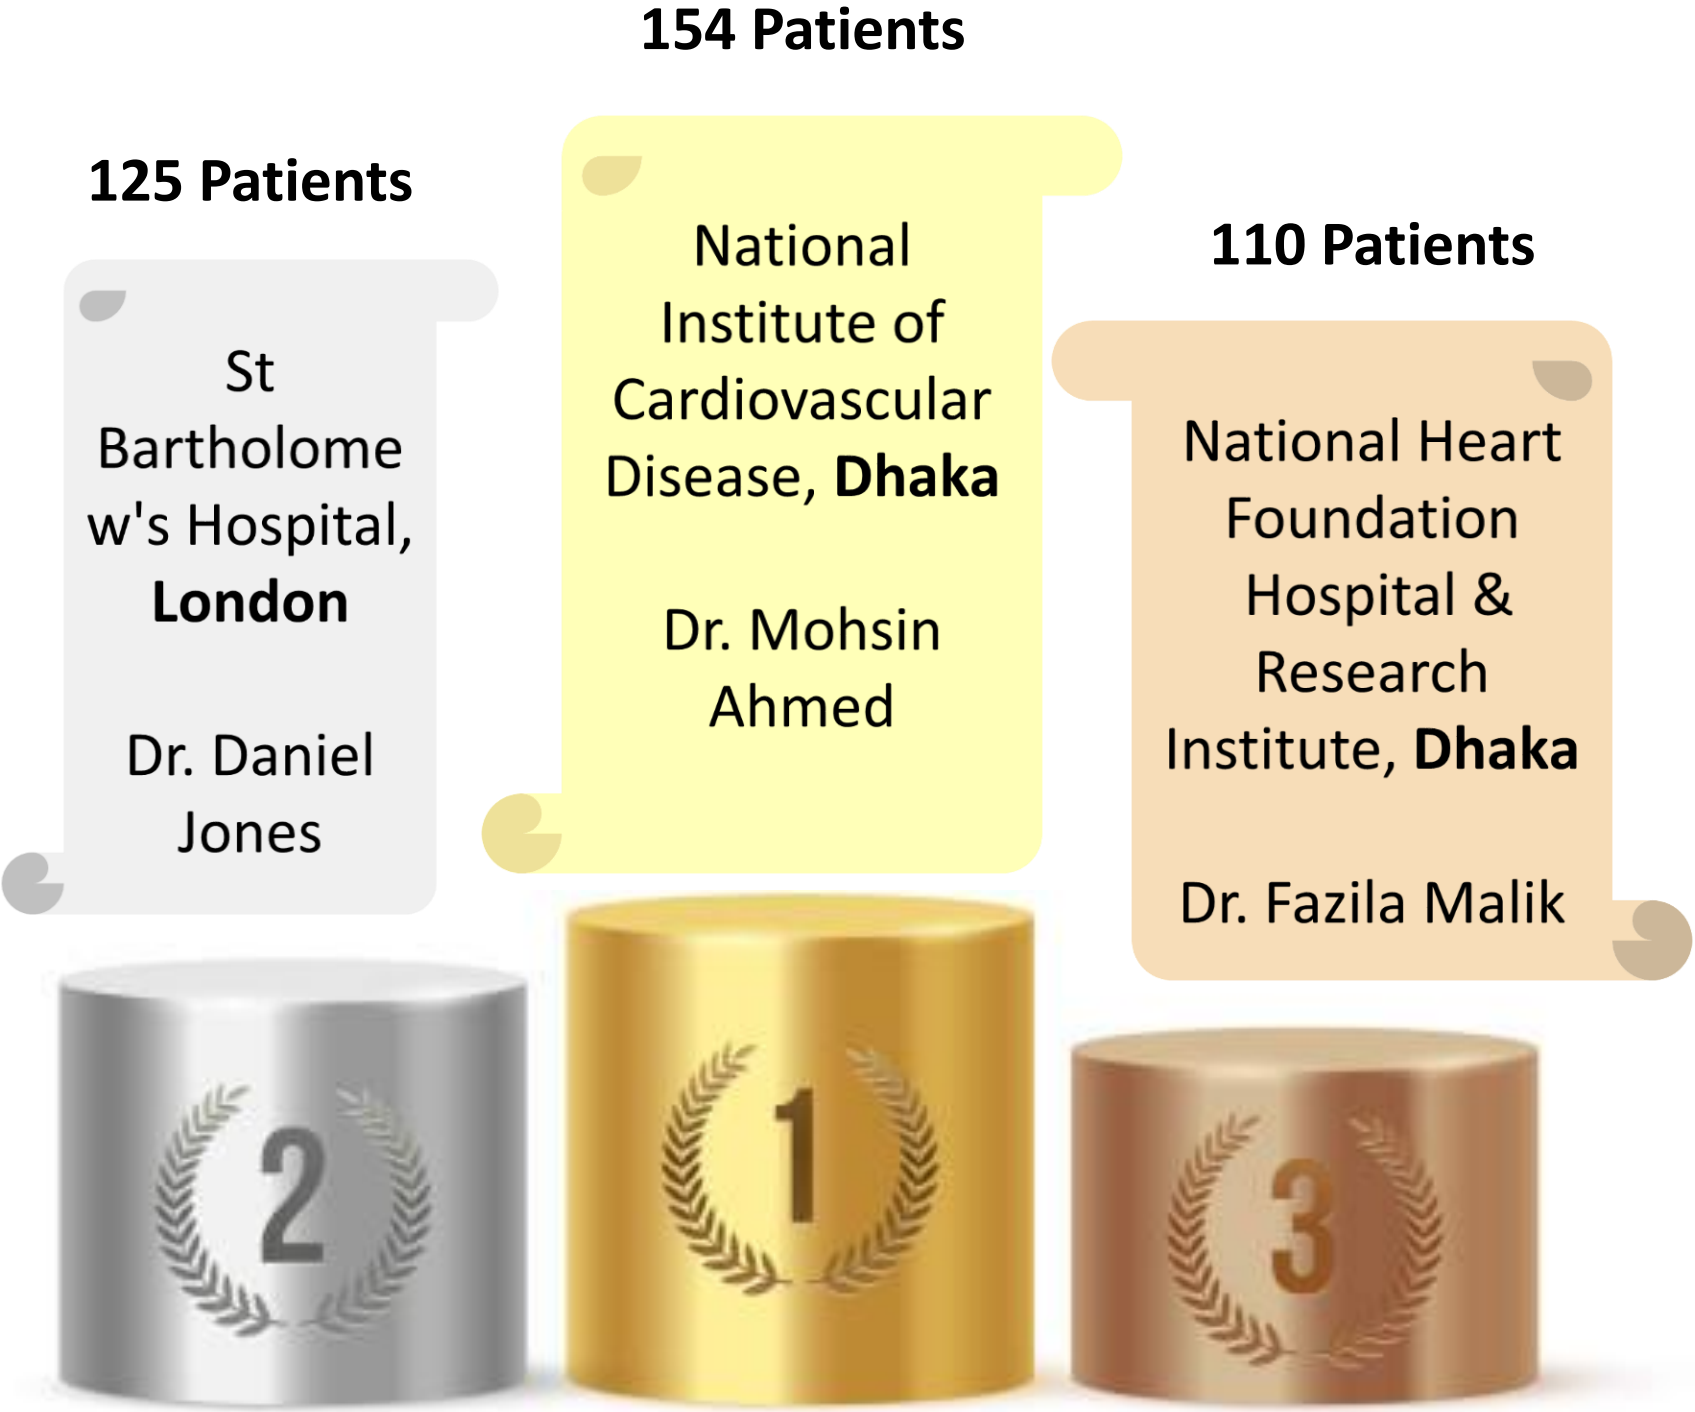 154 Patients
125 Patients
110 Patients
St
Bartholome
w's Hospital,
London
Dr. Daniel
Jones
National
Institute of
Cardiovascular
Disease, Dhaka
Dr. Mohsin
Ahmed
National Heart
Foundation
Hospital &
Research
Institute, Dhaka
Dr. Fazila Malik
2
1
3